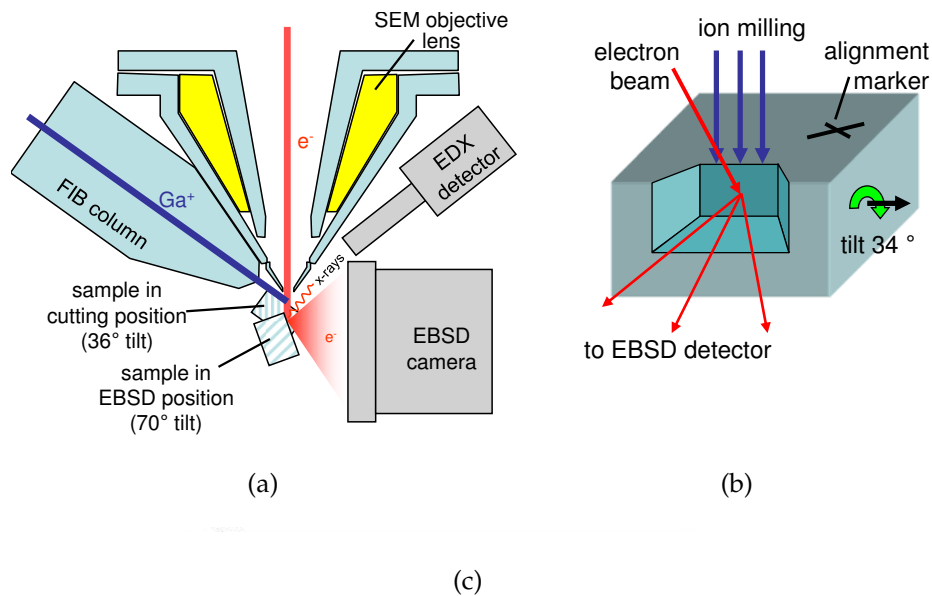 SEM objective
lens
e-
EDX
detector
FIB column
Ga+
x-rays
sample in
cutting position
(36° tilt)
e-
EBSD
camera
sample in
EBSD position
(70° tilt)
(a)
ion milling
electron
beam
alignment
marker
tilt 34 °
to EBSD detector
(b)
(c)